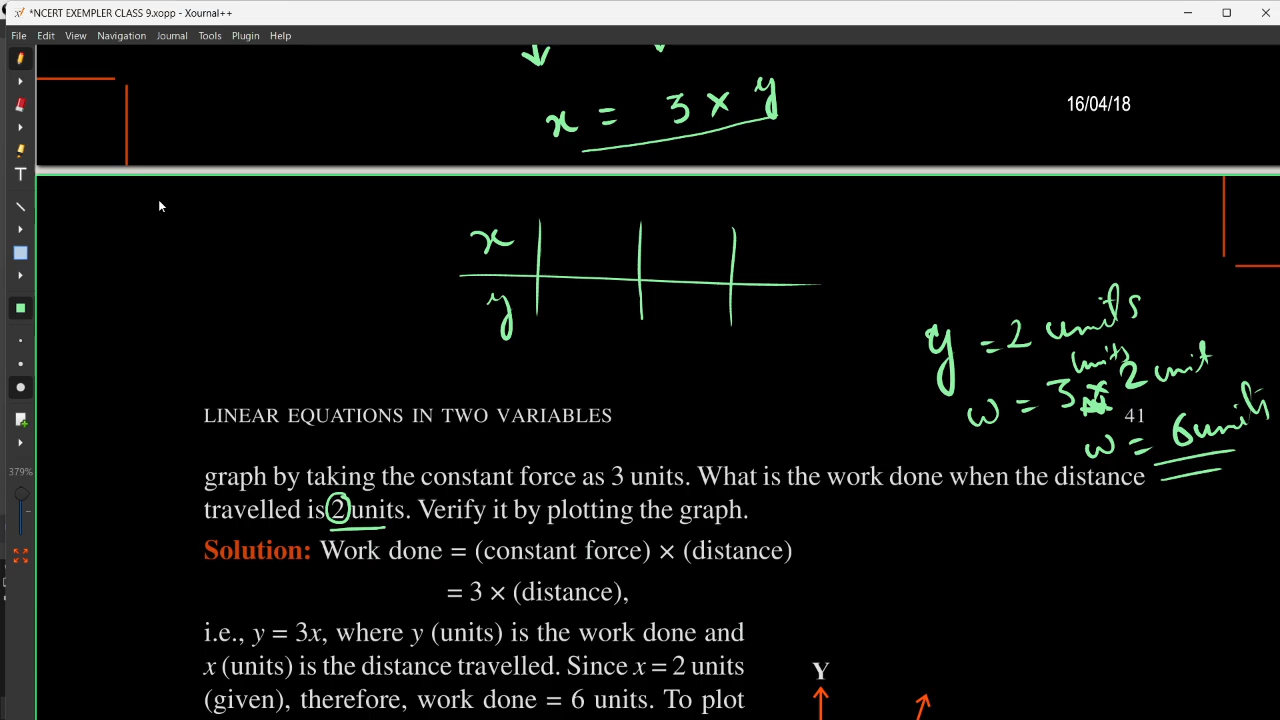 *NCERT EXEMPLER CLASS 9.xopp - Xournal++
File Edit View Navigation Journal Tools Plugin Help
x = 3 × y
16/04/18
x
y
y = 2 units
units
w = 3 × 2 unit
w = 6 units
LINEAR EQUATIONS IN TWO VARIABLES 41
graph by taking the constant force as 3 units. What is the work done when the distance
travelled is 2 units. Verify it by plotting the graph.
Solution: Work done = (constant force) × (distance)
= 3 × (distance),
i.e., y = 3x, where y (units) is the work done and
x (units) is the distance travelled. Since x = 2 units
(given), therefore, work done = 6 units. To plot
Y
379%
T